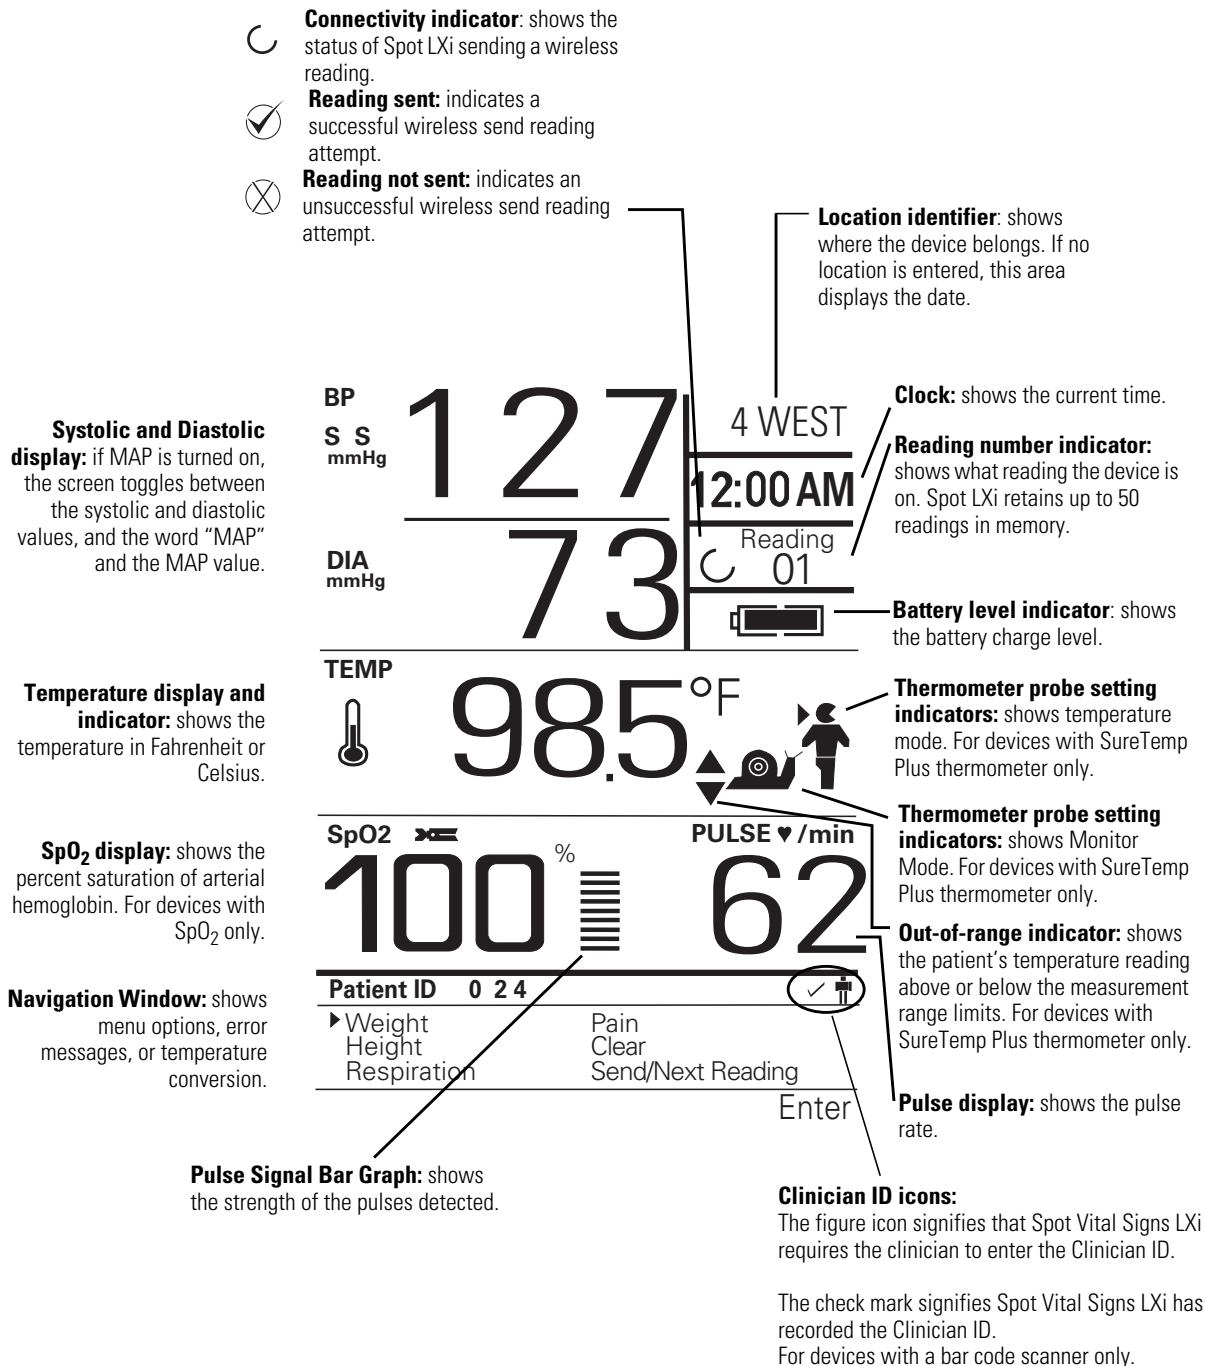 Connectivity indicator: shows the
status of Spot LXi sending a wireless
reading.
Reading sent: indicates a
successful wireless send reading
attempt.
Reading not sent: indicates an
unsuccessful wireless send reading
attempt.
Location identifier: shows
where the device belongs. If no
location is entered, this area
displays the date.
Systolic and Diastolic
display: if MAP is turned on,
the screen toggles between
the systolic and diastolic
values, and the word “MAP”
and the MAP value.
Temperature display and
indicator: shows the
temperature in Fahrenheit or
Celsius.
SpO2 display: shows the
percent saturation of arterial
hemoglobin. For devices with
SpO2 only.
Navigation Window: shows
menu options, error
messages, or temperature
conversion.
BP
S S
mmHg
127
DIA
mmHg
73
4 WEST
12:00 AM
Reading
01
TEMP
98.5 °F
SpO2
100 %
PULSE ♥ /min
62
Patient ID 0 2 4
Weight Pain
Height Clear
Respiration Send/Next Reading
Enter
Clock: shows the current time.
Reading number indicator:
shows what reading the device is
on. Spot LXi retains up to 50
readings in memory.
Battery level indicator: shows
the battery charge level.
Thermometer probe setting
indicators: shows temperature
mode. For devices with SureTemp
Plus thermometer only.
Thermometer probe setting
indicators: shows Monitor
Mode. For devices with SureTemp
Plus thermometer only.
Out-of-range indicator: shows
the patient’s temperature reading
above or below the measurement
range limits. For devices with
SureTemp Plus thermometer only.
Pulse display: shows the pulse
rate.
Pulse Signal Bar Graph: shows
the strength of the pulses detected.
Clinician ID icons:
The figure icon signifies that Spot Vital Signs LXi
requires the clinician to enter the Clinician ID.
The check mark signifies Spot Vital Signs LXi has
recorded the Clinician ID.
For devices with a bar code scanner only.